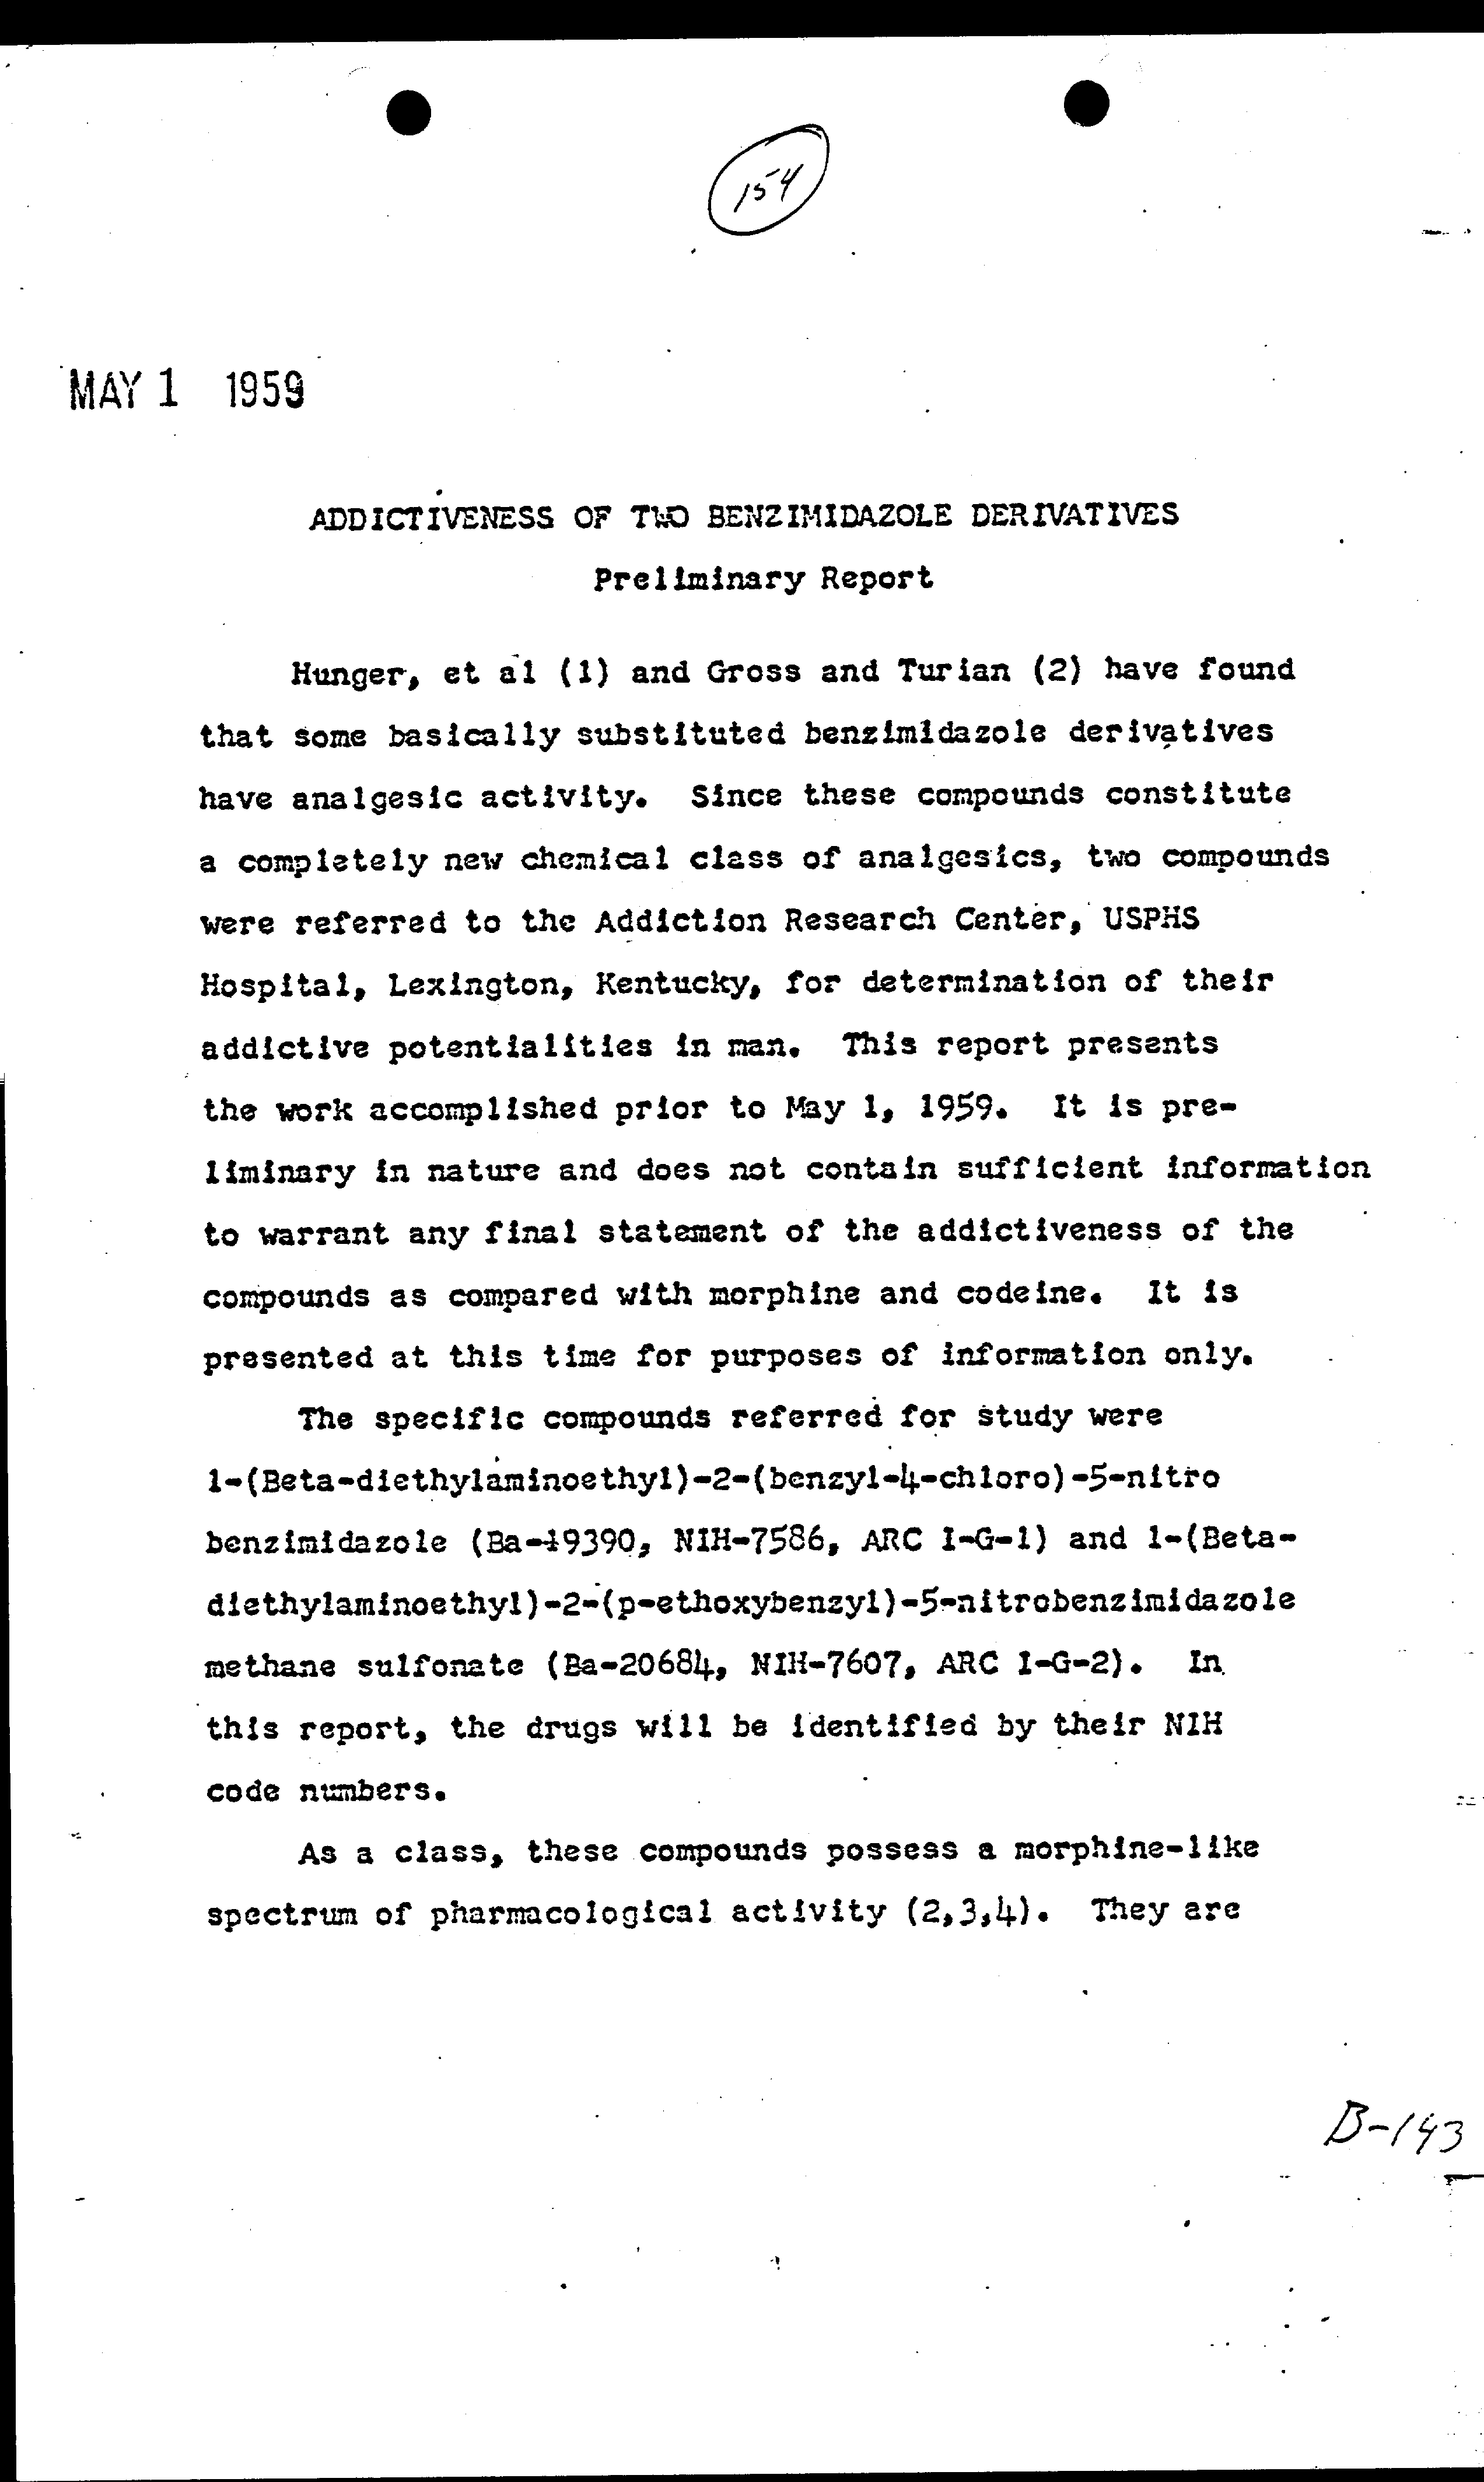 154
MAY 1 1959
ADDICTIVENESS OF TWO BENZIMIDAZOLE DERIVATIVES
Preliminary Report
Hunger, et al (1) and Gross and Turian (2) have found
that some basically substituted benzimidazole derivatives
have analgesic activity. Since these compounds constitute
a completely new chemical class of analgesics, two compounds
were referred to the Addiction Research Center, USPHS
Hospital, Lexington, Kentucky, for determination of their
addictive potentialities in man. This report presents
the work accomplished prior to May 1, 1959. It is pre-
liminary in nature and does not contain sufficient information
to warrant any final statement of the addictiveness of the
compounds as compared with morphine and codeine. It is
presented at this time for purposes of information only.
The specific compounds referred for study were
1-(Beta-diethylaminoethyl)-2-(benzyl-4-chloro)-5-nitro
benzimidazole (Ba-19390, NIH-7586, ARC I-G-1) and 1-(Beta-
diethylaminoethyl)-2-(p-ethoxybenzyl)-5-nitrobenzimidazole
methane sulfonate (Ba-20684, NIH-7607, ARC I-G-2). In
this report, the drugs will be identified by their NIH
code numbers.
As a class, these compounds possess a morphine-like
spectrum of pharmacological activity (2,3,4). They are
B-143